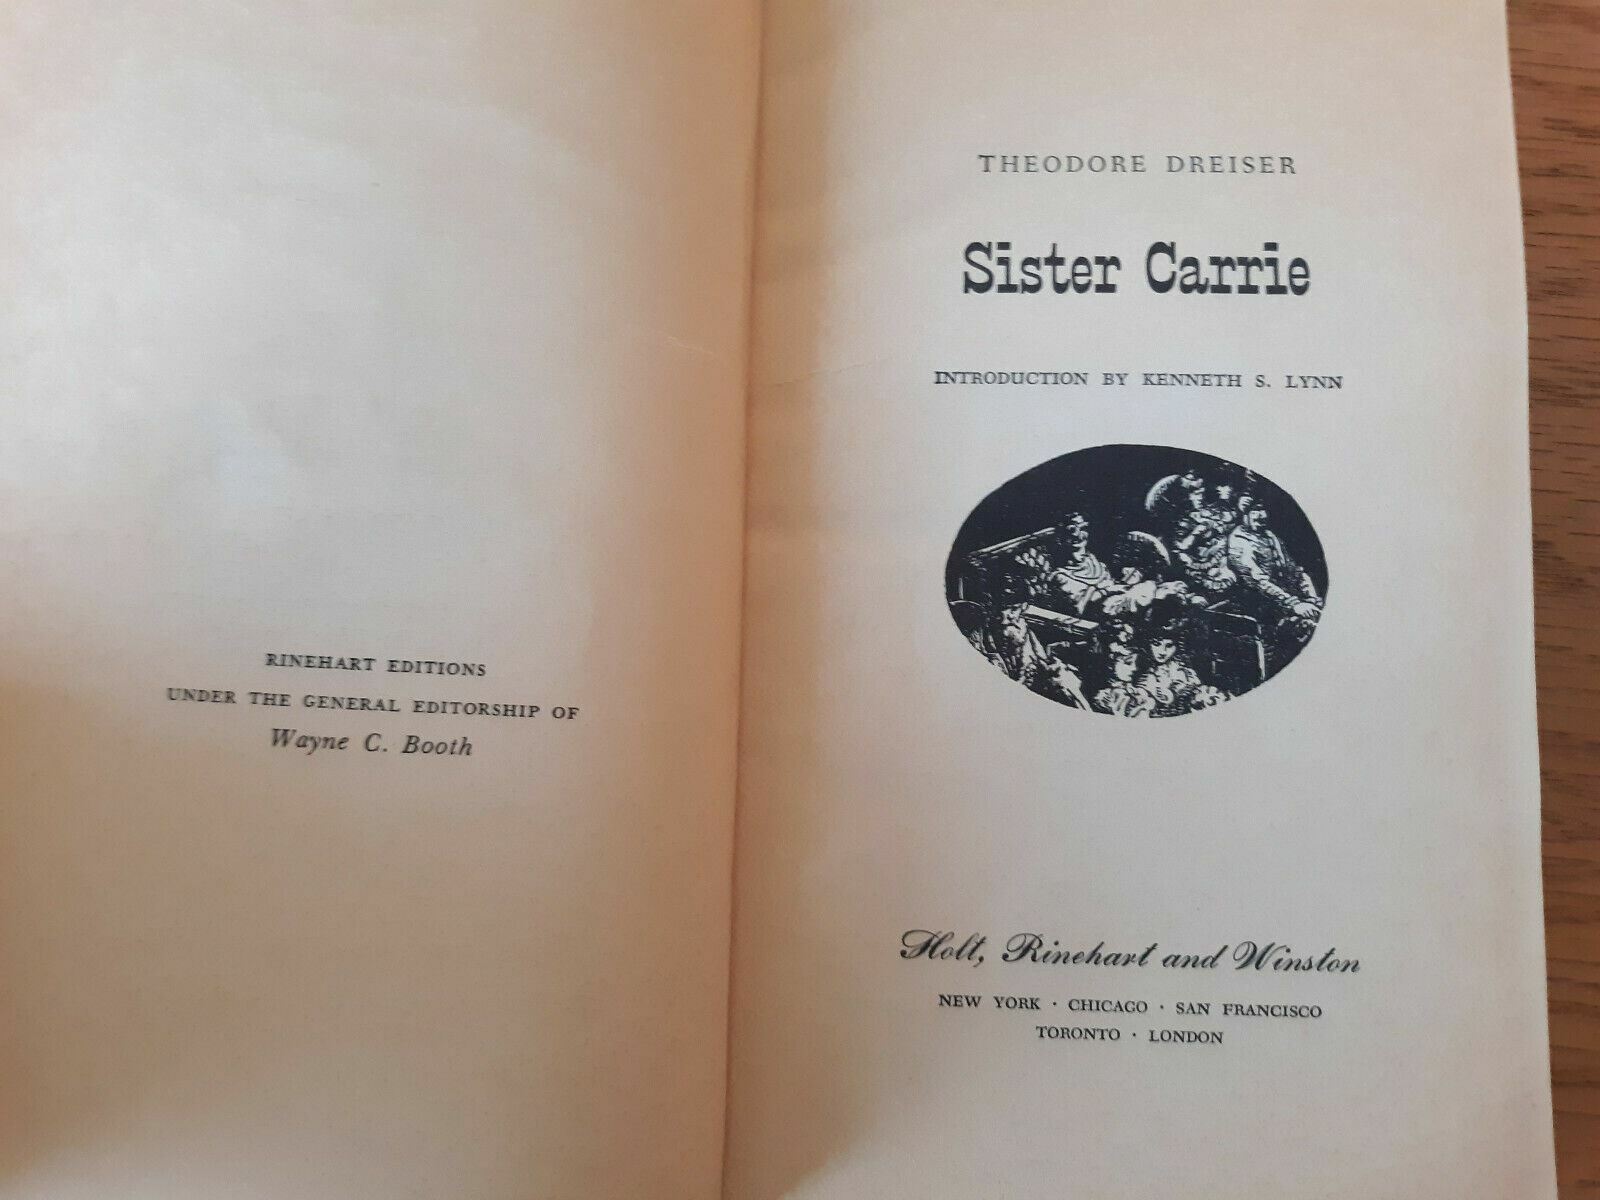 RINEHART EDITIONS
UNDER THE GENERAL EDITORSHIP OF
Wayne C. Booth
THEODORE DREISER
Sister Carrie
INTRODUCTION BY KENNETH S. LYNN
Holt, Rinehart and Winston
NEW YORK · CHICAGO · SAN FRANCISCO
TORONTO · LONDON